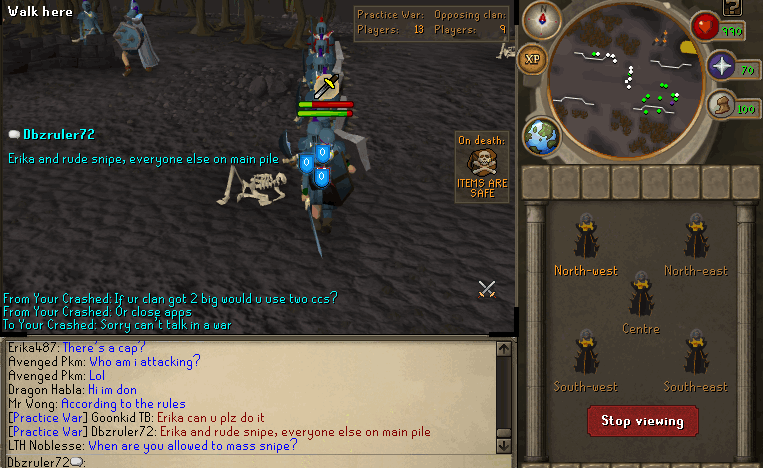 Walk here
Practice War: Opposing clan:
Players: 13 Players: 9
Dbzruler72
Erika and rude snipe, everyone else on main pile
0
0
0
On death:
ITEMS ARE
SAFE
From Your Crashed: If ur clan got 2 big would u use two ccs?
From Your Crashed: Or close apps
To Your Crashed: Sorry can't talk in a war
Erika487: There's a cap?
Avenged Pkm: Who am i attacking?
Avenged Pkm: Lol
Dragon Habla: Hi im don
Mr Wong: According to the rules
[Practice War] Goonkid TB: Erika can u plz do it
[Practice War] Dbzruler72: Erika and rude snipe, everyone else on main pile
LTH Noblesse: When are you allowed to mass snipe?
Dbzruler72:
N
?
990
XP
70
100
North-west
North-east
Centre
South-west
South-east
Stop viewing